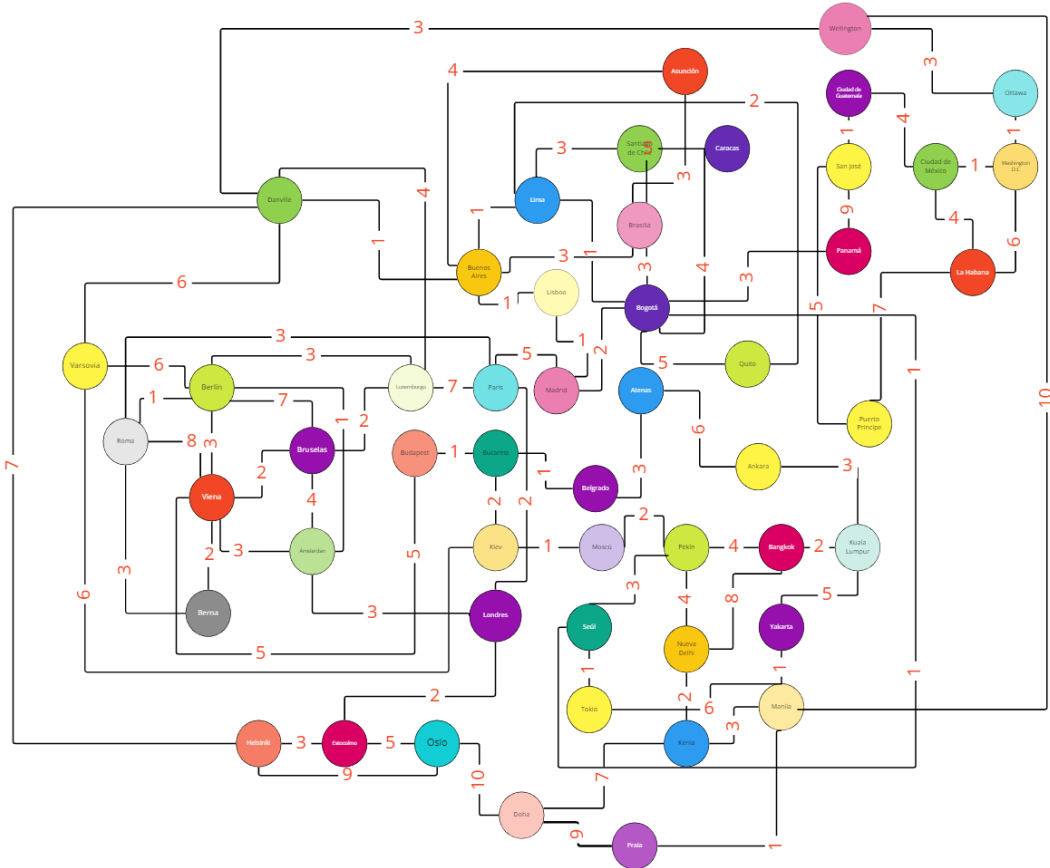 3
Wellington
10
4
Asunción
3
Ciudad de
Guatemala
Ottawa
2
4
1
1
3
Santiago
de Chile
5
Caracas
3
San José
Ciudad de
México
1
Washington
D.C.
4
Danvile
1
Lima
Brasilia
9
4
6
1
3
1
3
4
3
Panamá
La Habana
6
Buenos
Aires
1
Lisboa
Bogotá
5
7
3
1
2
1
Varsovia
6
3
5
5
Quito
Berlín
Luxemburgo
7
París
Madrid
Atenas
10
1
7
1
Puerto
Príncipe
Roma
8
3
2
6
Bruselas
Budapest
1
Bucarest
1
3
Ankara
3
7
2
Viena
4
2
2
Belgrado
2
3
2
Ámsterdam
5
Kiev
1
Moscú
Pekín
4
Bangkok
2
Kuala
Lumpur
3
6
3
4
8
5
Berna
3
Londres
Seúl
Yakarta
5
Nueva
Delhi
1
1
1
2
2
Tokio
6
Manila
3
Helsinki
3
Estocolmo
5
Oslo
Kenia
9
10
7
Doha
9
Praia
1